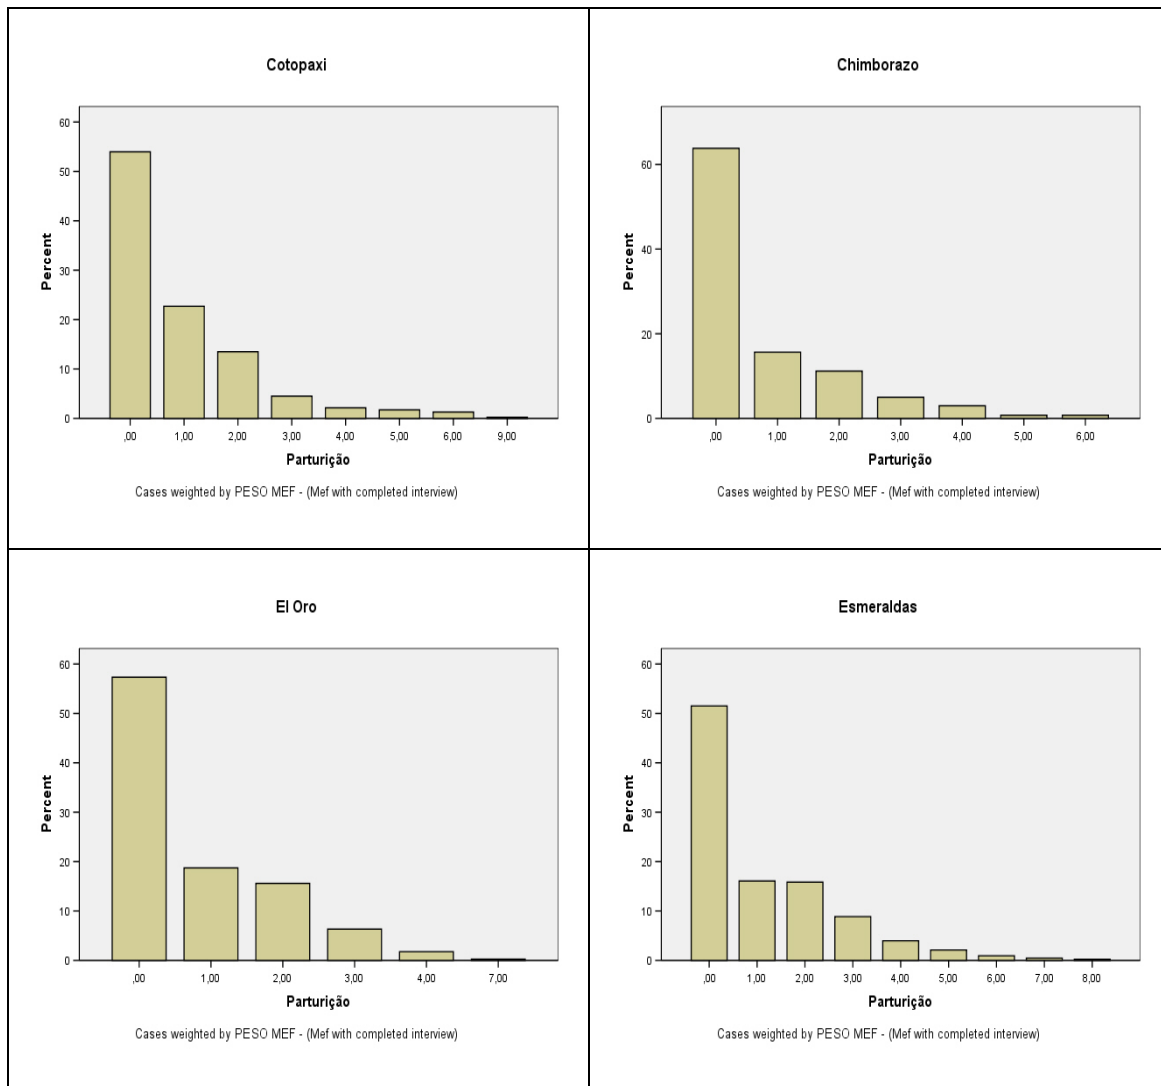 Cotopaxi
60
50
40
30
20
10
0
Percent
,00 1,00 2,00 3,00 4,00 5,00 6,00 9,00
Parturição
Cases weighted by PESO MEF - (Mef with completed interview)
Chimborazo
60
40
20
0
Percent
,00 1,00 2,00 3,00 4,00 5,00 6,00
Parturição
Cases weighted by PESO MEF - (Mef with completed interview)
El Oro
60
50
40
30
20
10
0
Percent
,00 1,00 2,00 3,00 4,00 7,00
Parturição
Cases weighted by PESO MEF - (Mef with completed interview)
Esmeraldas
60
50
40
30
20
10
0
Percent
,00 1,00 2,00 3,00 4,00 5,00 6,00 7,00 8,00
Parturição
Cases weighted by PESO MEF - (Mef with completed interview)